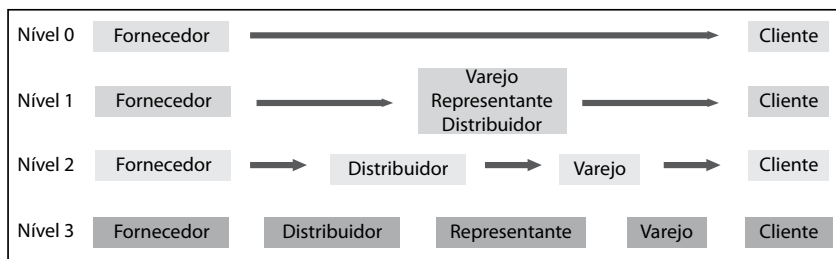 Nível 0 Fornecedor Cliente
Varejo
Nível 1 Fornecedor Representante Cliente
Distribuidor
Nível 2 Fornecedor Distribuidor Varejo Cliente
Nível 3 Fornecedor Distribuidor Representante Varejo Cliente